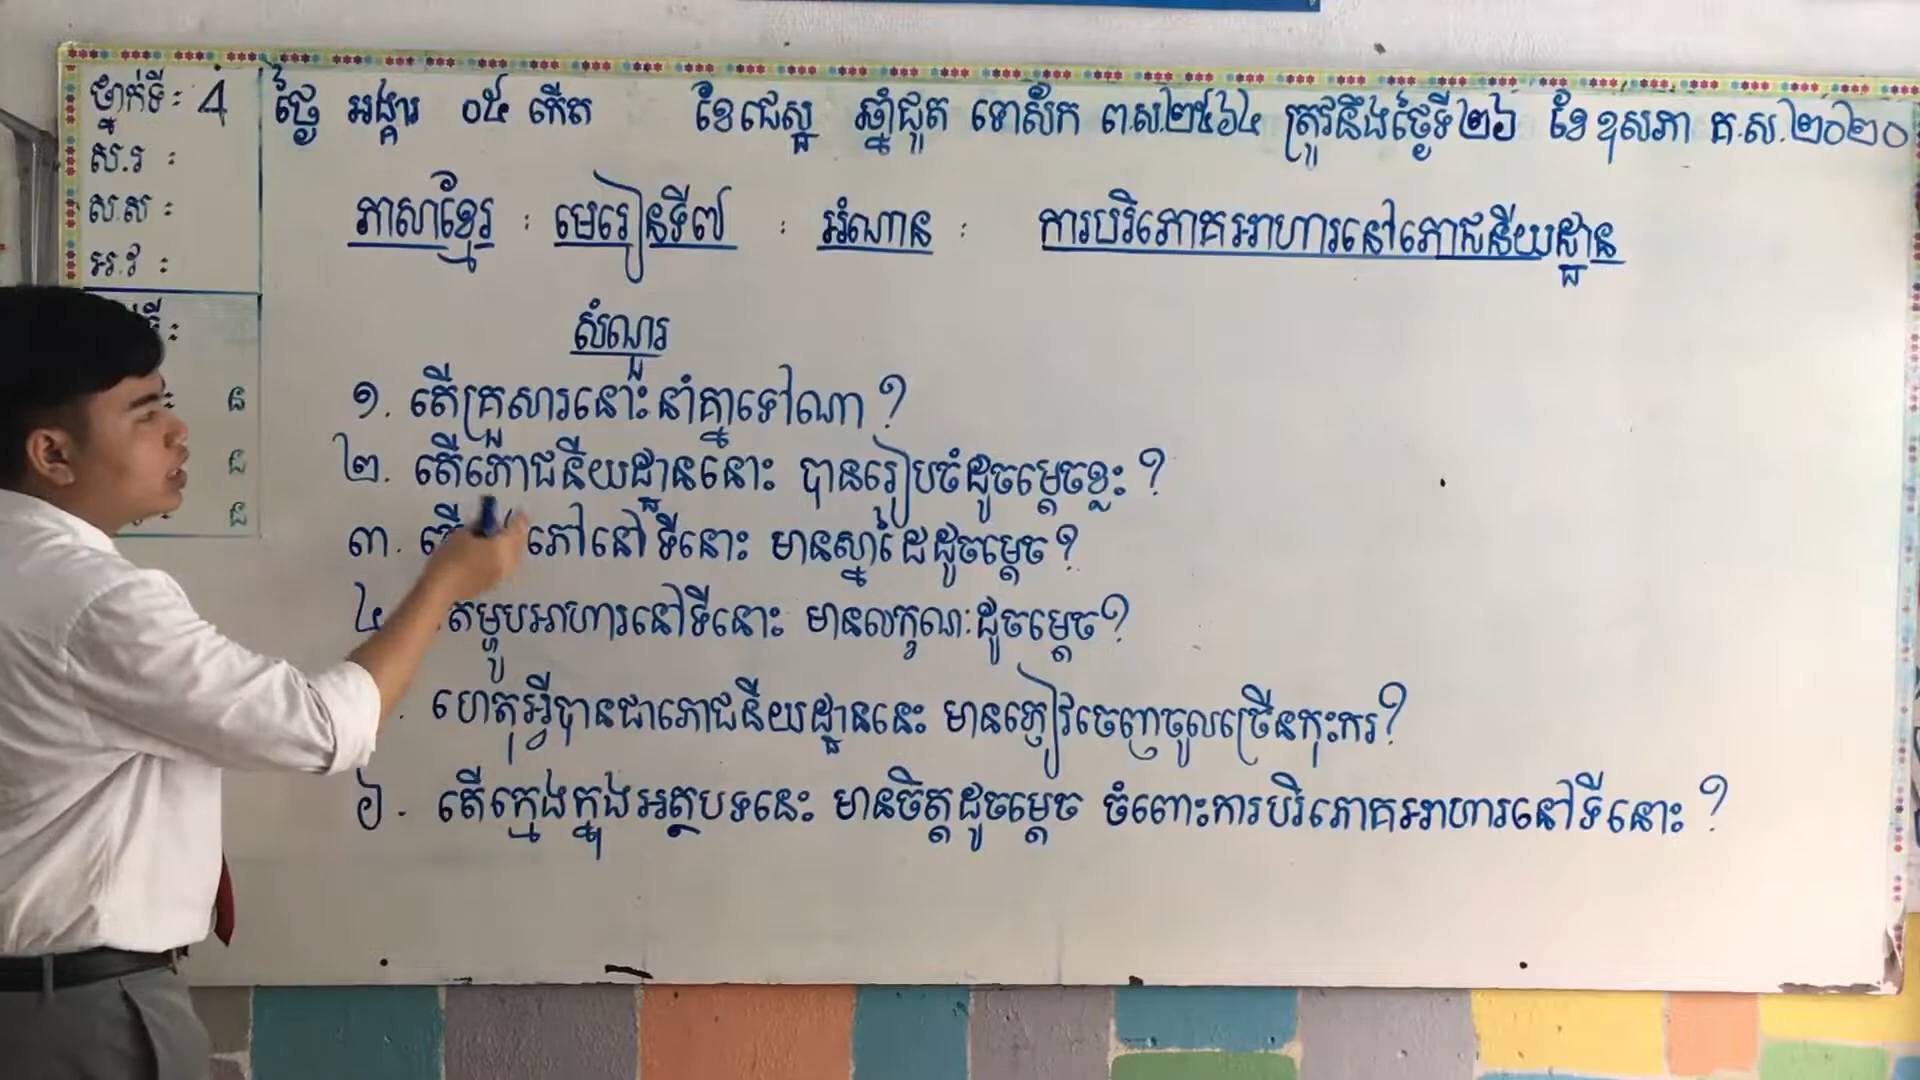 ថ្នាក់ទី: 4
ស.រ :
ស.ស :
អ.វ :
ន
ន
ន
ថ្ងៃ អង្គារ ០៥ កើត ខែជេស្ឋ ឆ្នាំជូត ទោស័ក ព.ស.២៥៦៤ ត្រូវនឹងថ្ងៃទី២៦ ខែ ឧសភា គ.ស.២០២០
ភាសាខ្មែរ : មេរៀនទី៧ : អំណាន : ការបរិភោគអាហារនៅភោជនីយដ្ឋាន
សំណួរ
១. តើគ្រួសារនោះនាំគ្នាទៅណា ?
២. តើភោជនីយដ្ឋាននោះ បានរៀបចំដូចម្ដេចខ្លះ ?
៣. តើ ភៅនៅទីនោះ មានស្នាដៃដូចម្ដេច ?
៤ ម្ហូបអាហារនៅទីនោះ មានលក្ខណៈដូចម្ដេច ?
. ហេតុអ្វីបានជាភោជនីយដ្ឋាននេះ មានភ្ញៀវចេញចូលច្រើនកុះករ ?
៦. តើក្មេងក្នុងអត្ថបទនេះ មានចិត្តដូចម្ដេច ចំពោះការបរិភោគអាហារនៅទីនោះ ?